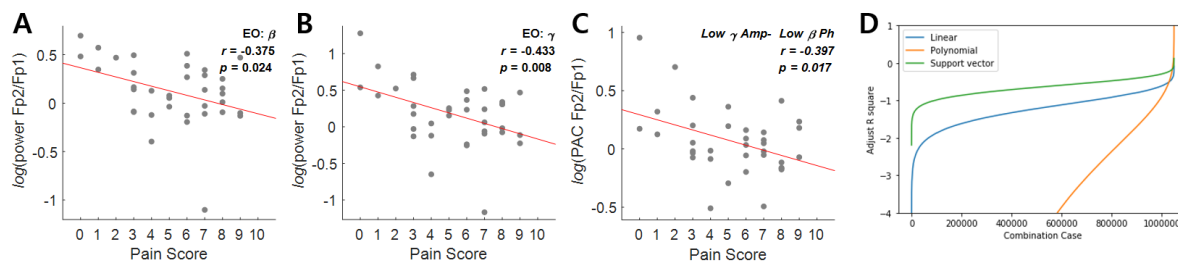 A
EO: β
r = -0.375
p = 0.024
log(power Fp2/Fp1)
0.5
0
-0.5
-1
0 1 2 3 4 5 6 7 8 9 10
Pain Score
B
EO: γ
r = -0.433
p = 0.008
log(power Fp2/Fp1)
1
0.5
0
-0.5
-1
0 1 2 3 4 5 6 7 8 9 10
Pain Score
C
Low γ Amp- Low β Ph
r = -0.397
p = 0.017
log(PAC Fp2/Fp1)
1
0.5
0
-0.5
0 1 2 3 4 5 6 7 8 9 10
Pain Score
D
Linear
Polynomial
Support vector
Adjust R square
1
0
-1
-2
-3
-4
0 200000 400000 600000 800000 1000000
Combination Case